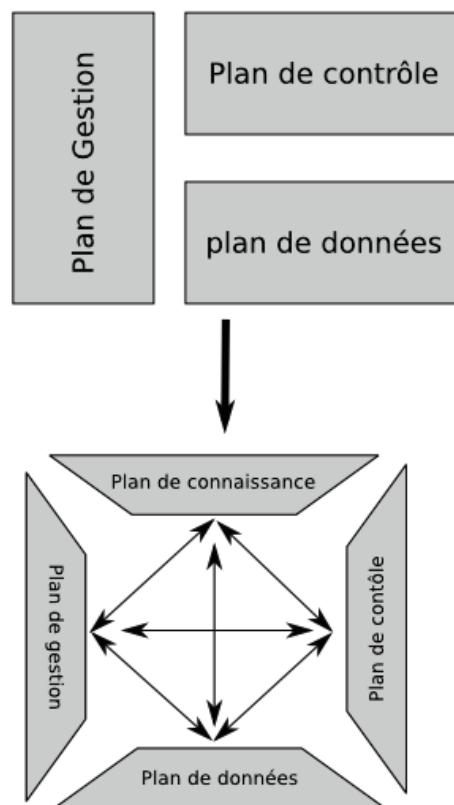 Plan de Gestion
Plan de contrôle
plan de données
Plan de connaissance
Plan de gestion
Plan de contôle
Plan de données